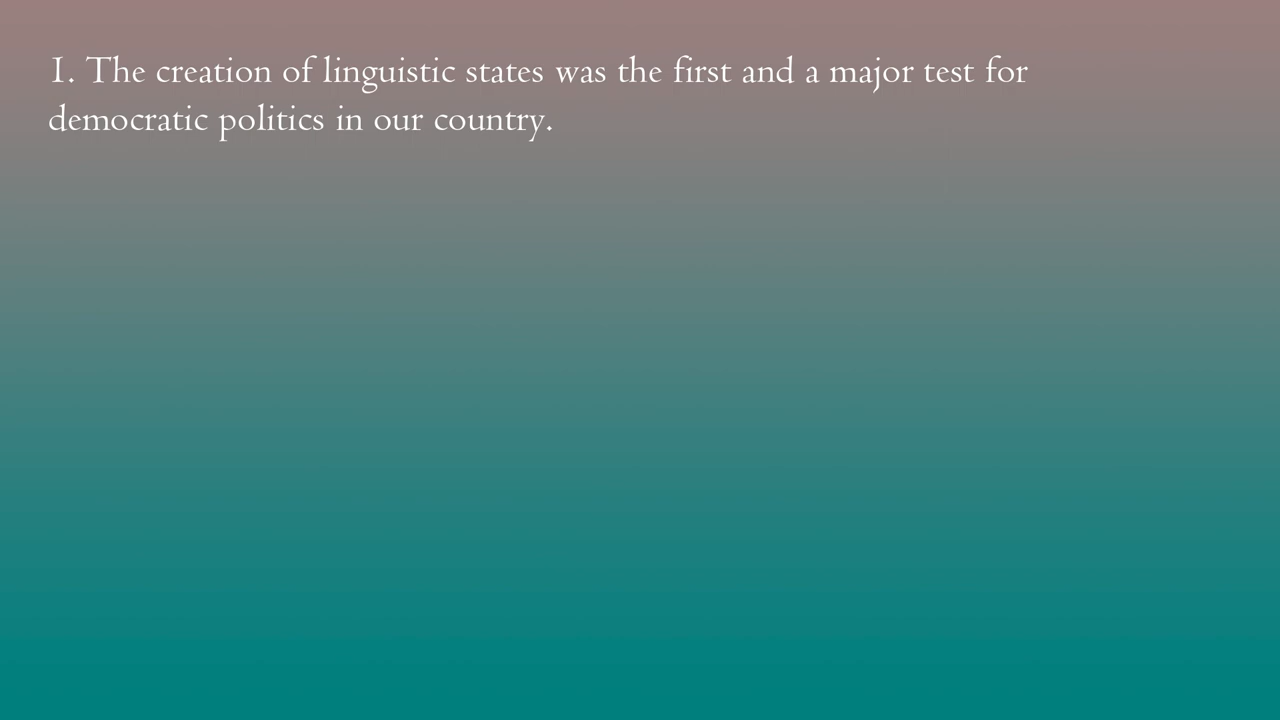 1. The creation of linguistic states was the first and a major test for
democratic politics in our country.